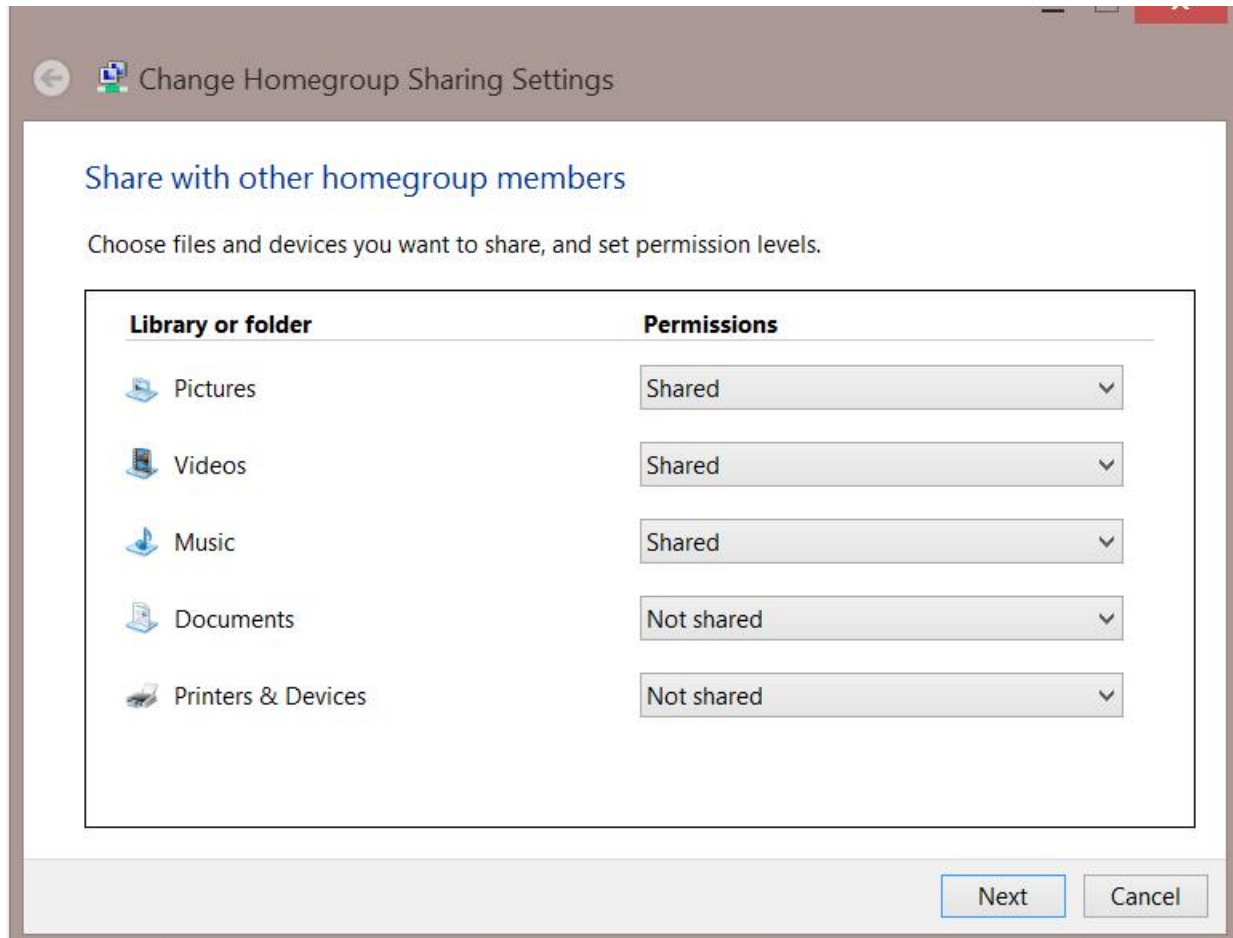 Change Homegroup Sharing Settings
Share with other homegroup members
Choose files and devices you want to share, and set permission levels.
Library or folder Permissions
Pictures Shared
Videos Shared
Music Shared
Documents Not shared
Printers & Devices Not shared
Next Cancel